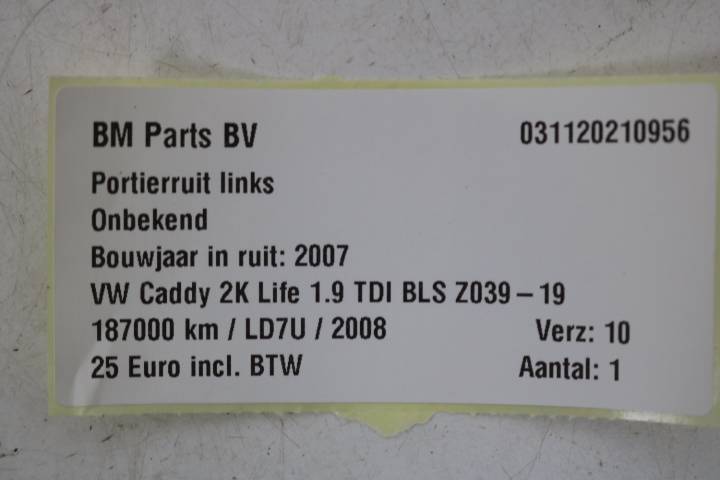 BM Parts BV 031120210956
Portierruit links
Onbekend
Bouwjaar in ruit: 2007
VW Caddy 2K Life 1.9 TDI BLS Z039 – 19
187000 km / LD7U / 2008 Verz: 10
25 Euro incl. BTW Aantal: 1